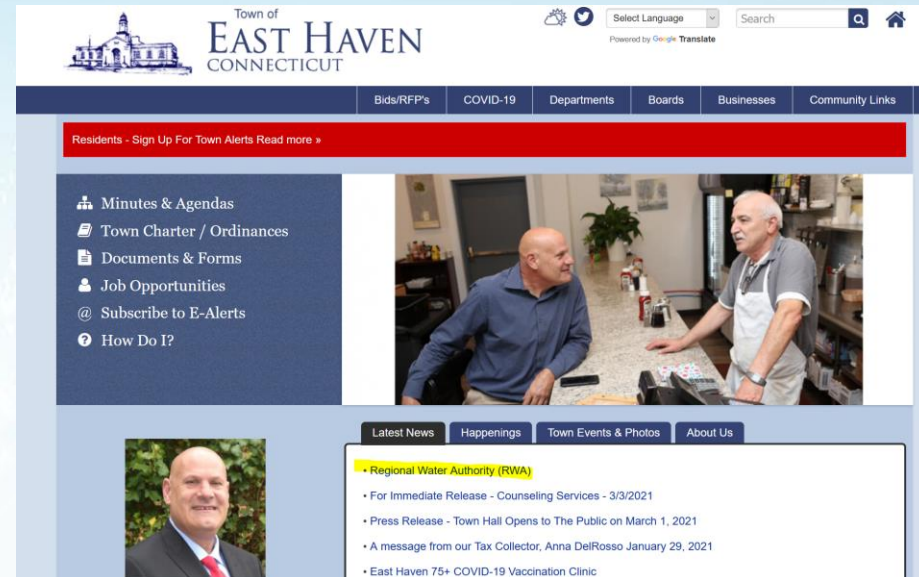 Town of
EAST HAVEN
CONNECTICUT
Select Language
Search
Powered by Google Translate
Bids/RFP's COVID-19 Departments Boards Businesses Community Links
Residents - Sign Up For Town Alerts Read more »
Minutes & Agendas
Town Charter / Ordinances
Documents & Forms
Job Opportunities
@ Subscribe to E-Alerts
How Do I?
Latest News Happenings Town Events & Photos About Us
• Regional Water Authority (RWA)
• For Immediate Release - Counseling Services - 3/3/2021
• Press Release - Town Hall Opens to The Public on March 1, 2021
• A message from our Tax Collector, Anna DelRosso January 29, 2021
• East Haven 75+ COVID-19 Vaccination Clinic